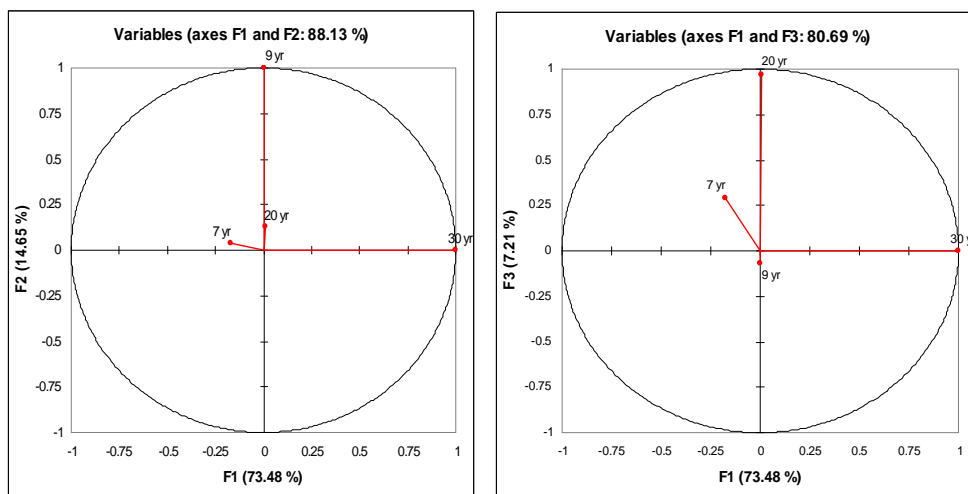 Variables (axes F1 and F2: 88.13 %)
9 yr
1
0.75
0.5
0.25
0
-0.25
-0.5
-0.75
-1
7 yr
20 yr
30 yr
F2 (14.65 %)
-1
-0.75
-0.5
-0.25
0
0.25
0.5
0.75
1
F1 (73.48 %)
Variables (axes F1 and F3: 80.69 %)
20 yr
1
0.75
0.5
0.25
0
-0.25
-0.5
-0.75
-1
7 yr
30 yr
9 yr
F3 (7.21 %)
-1
-0.75
-0.5
-0.25
0
0.25
0.5
0.75
1
F1 (73.48 %)